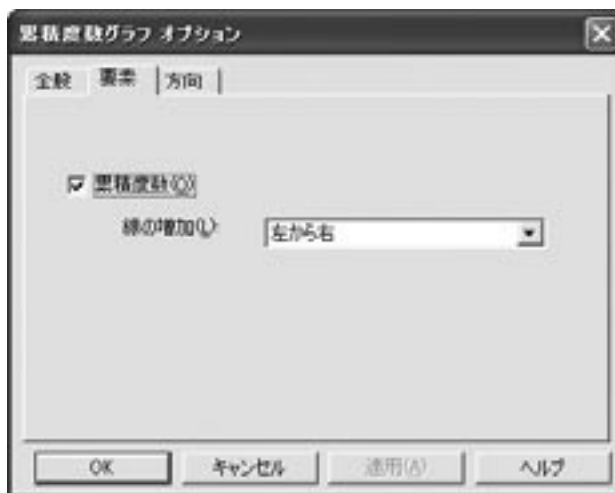 累積度数グラフ オプション
全般 要素 方向
累積度数(Q)
線の増加(L):
左から右
OK キャンセル 適用(A) ヘルプ